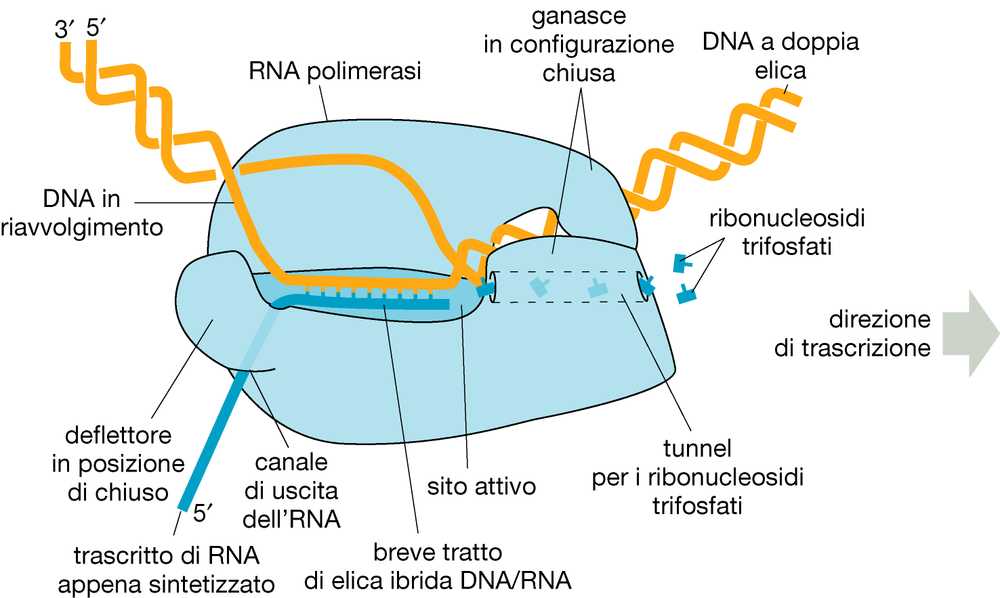 3′ 5′
RNA polimerasi
ganasce
in configurazione
chiusa
DNA a doppia
elica
DNA in
riavvolgimento
ribonucleosidi
trifosfati
direzione
di trascrizione
deflettore
in posizione
di chiuso
5′
canale
di uscita
dell’RNA
sito attivo
tunnel
per i ribonucleosidi
trifosfati
trascritto di RNA
appena sintetizzato
breve tratto
di elica ibrida DNA/RNA